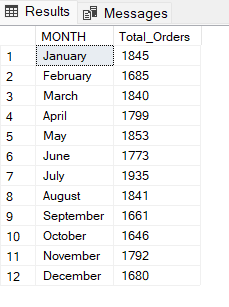 Results Messages
MONTH Total_Orders
1 January 1845
2 February 1685
3 March 1840
4 April 1799
5 May 1853
6 June 1773
7 July 1935
8 August 1841
9 September 1661
10 October 1646
11 November 1792
12 December 1680